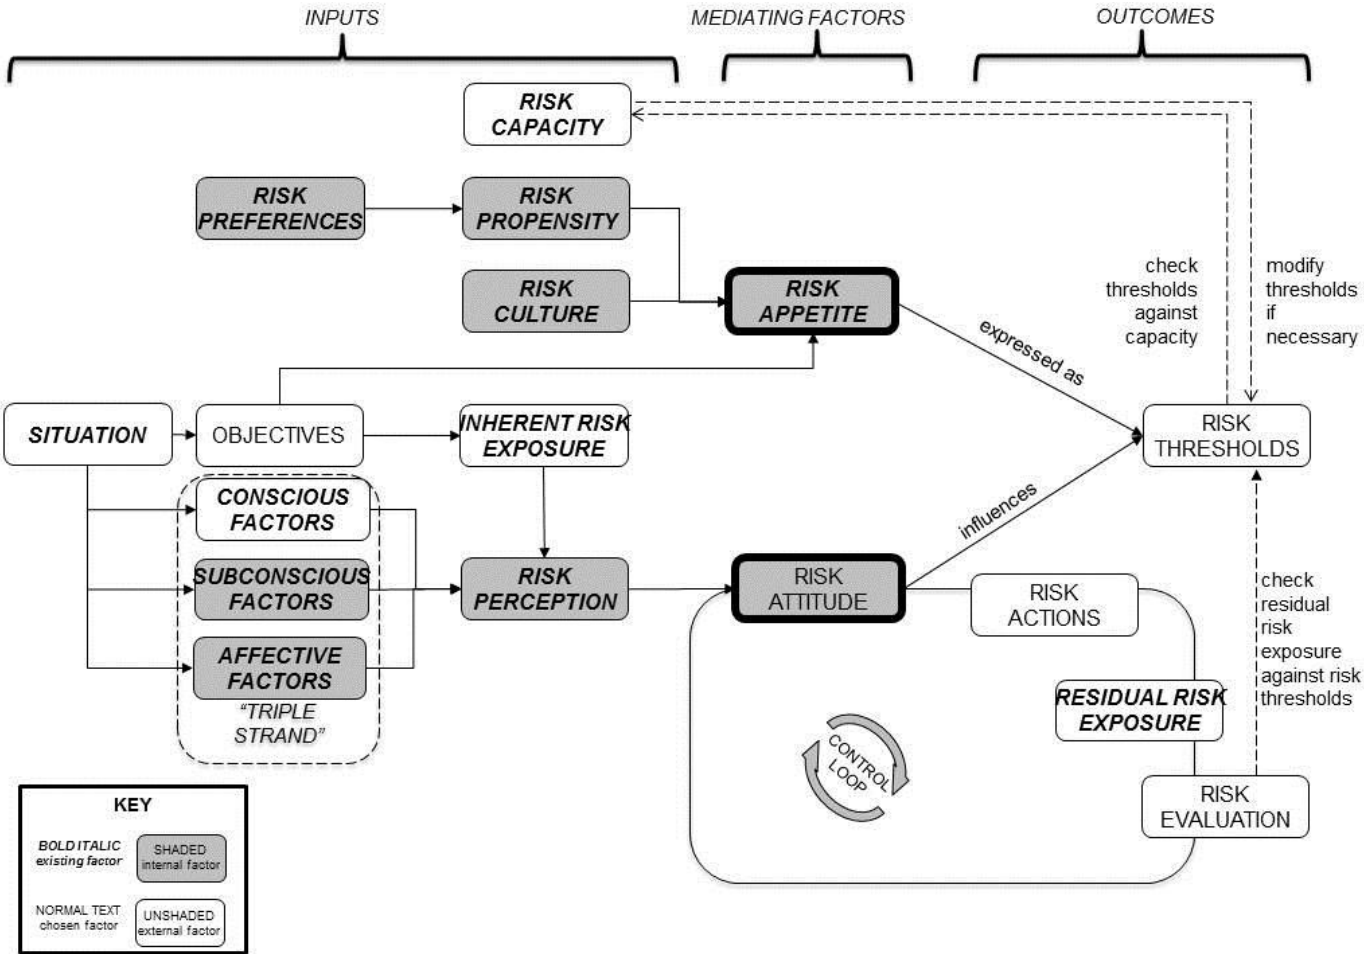 INPUTS
MEDIATING FACTORS
OUTCOMES
RISK
CAPACITY
RISK
PREFERENCES
RISK
PROPENSITY
RISK
CULTURE
RISK
APPETITE
check
thresholds
against
capacity
modify
thresholds
if
necessary
expressed as
SITUATION
OBJECTIVES
INHERENT RISK
EXPOSURE
RISK
THRESHOLDS
CONSCIOUS
FACTORS
influences
SUBCONSCIOUS
FACTORS
RISK
PERCEPTION
RISK
ATTITUDE
RISK
ACTIONS
check
residual
risk
exposure
against risk
thresholds
AFFECTIVE
FACTORS
"TRIPLE
STRAND"
RESIDUAL RISK
EXPOSURE
CONTROL
LOOP
RISK
EVALUATION
KEY
BOLD ITALIC
existing factor
SHADED
internal factor
NORMAL TEXT
chosen factor
UNSHADED
external factor